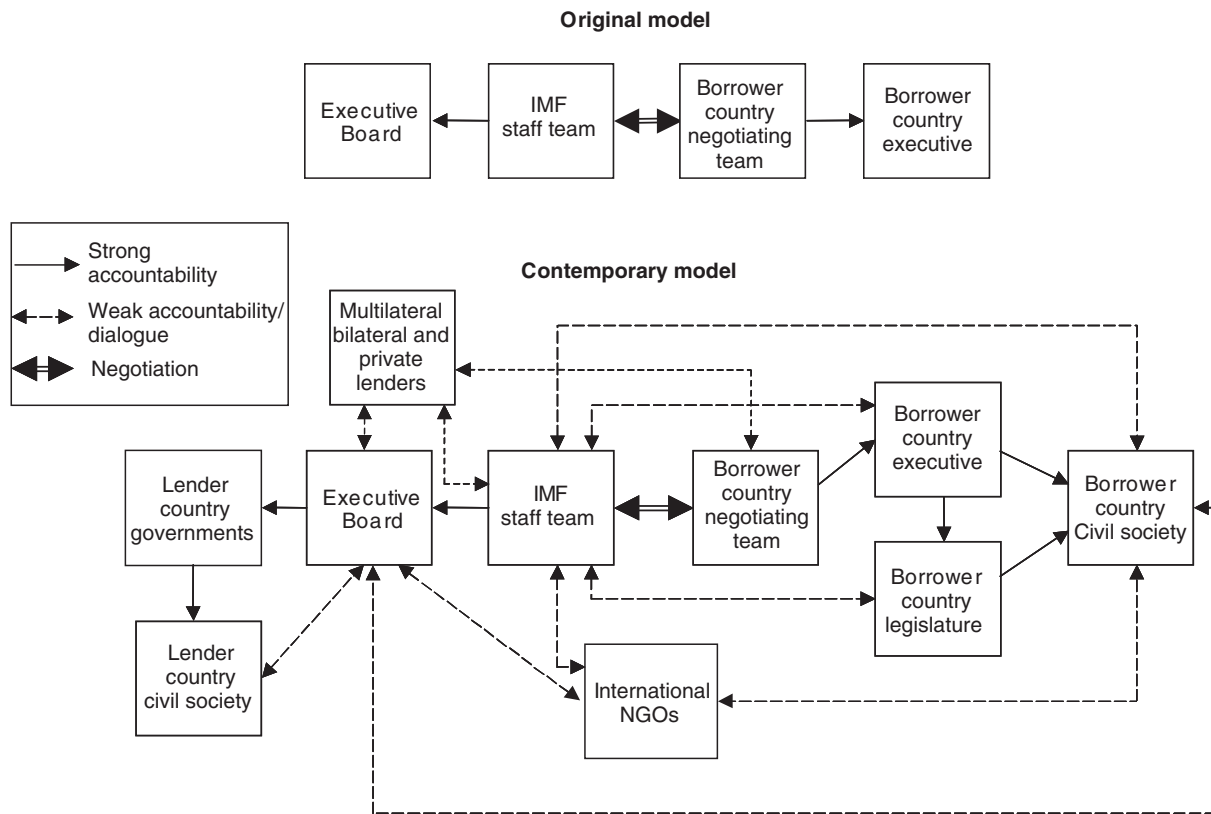 Original model
Executive
Board
IMF
staff team
Borrower
country
negotiating
team
Borrower
country
executive
Strong
accountability
Weak accountability/
dialogue
Negotiation
Contemporary model
Multilateral
bilateral and
private
lenders
Lender
country
governments
Executive
Board
IMF
staff team
Borrower
country
negotiating
team
Borrower
country
executive
Borrower
country
Civil society
Borrower
country
legislature
Lender
country
civil society
International
NGOs